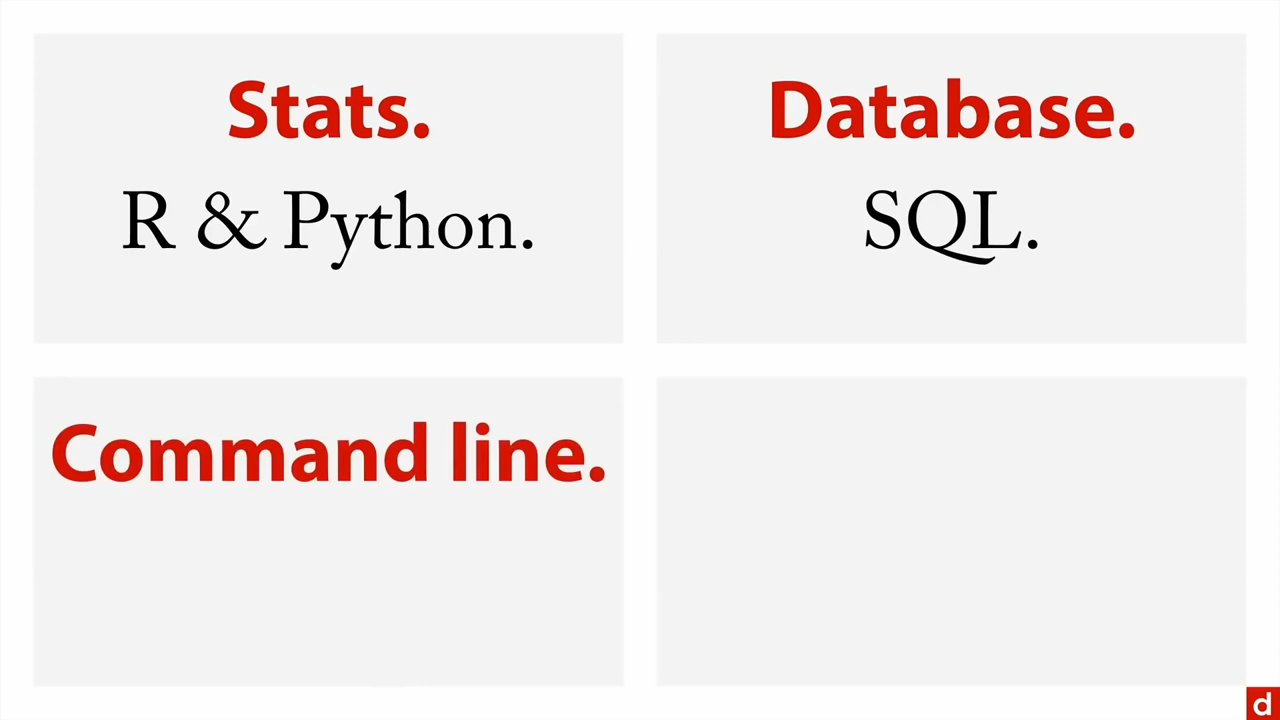 Stats.
R & Python.
Database.
SQL.
Command line.
d